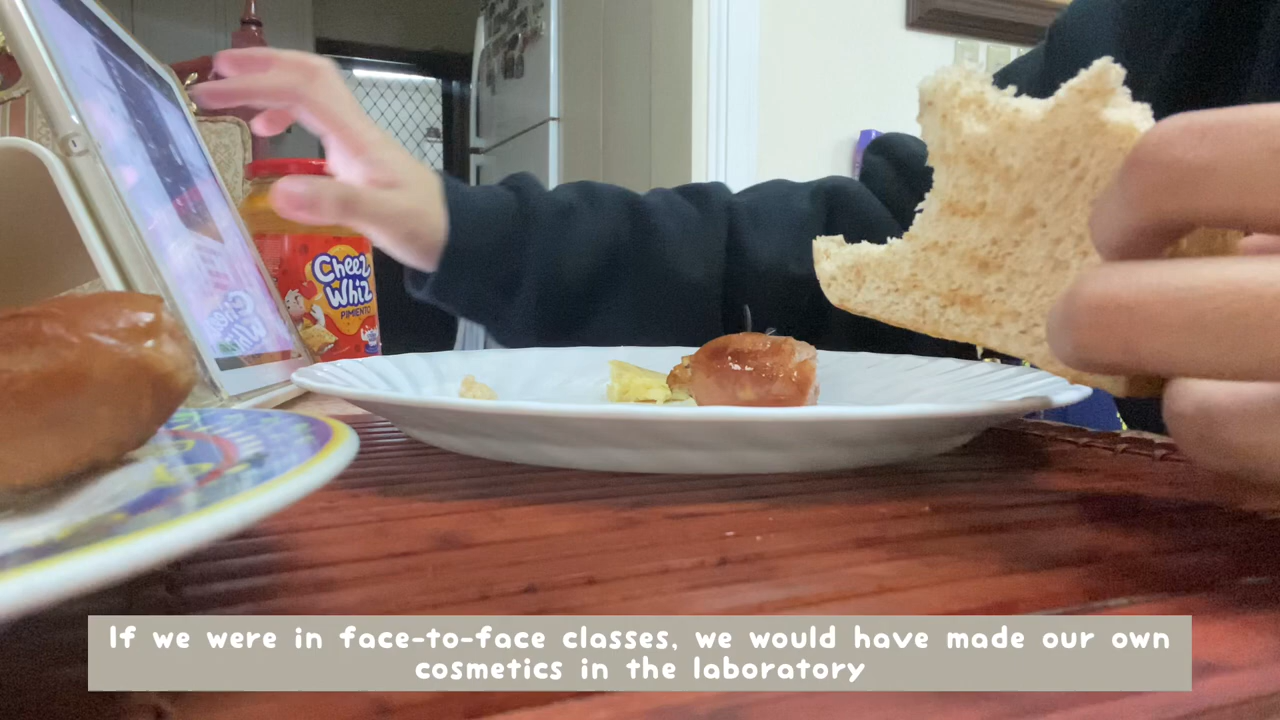 Cheez
Whiz
PIMIENTO
If we were in face-to-face classes, we would have made our own
cosmetics in the laboratory